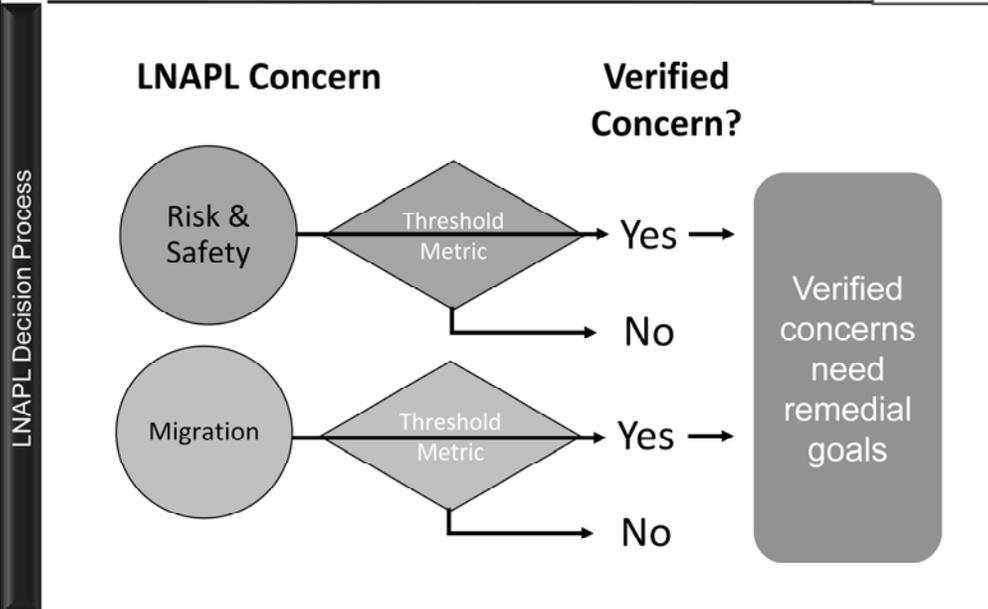 LNAPL Decision Process
LNAPL Concern
Verified
Concern?
Risk &
Safety
Threshold
Metric
Yes
No
Migration
Threshold
Metric
Yes
No
Verified
concerns
need
remedial
goals